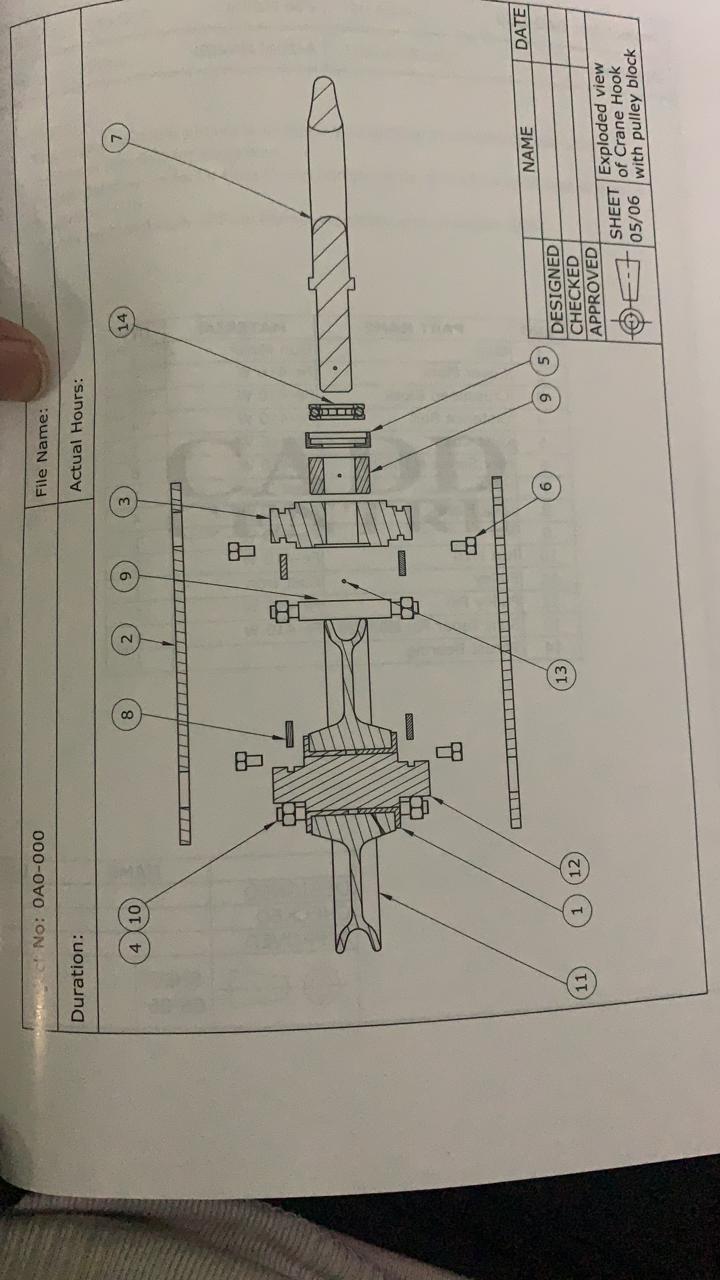 No: 0A0-000
File Name:
Duration:
Actual Hours:
4 10 8 2 9 3 14 7
11 1 12 13 6 9 5
NAME DATE
DESIGNED
CHECKED
APPROVED
SHEET
05/06
Exploded view
of Crane Hook
with pulley block